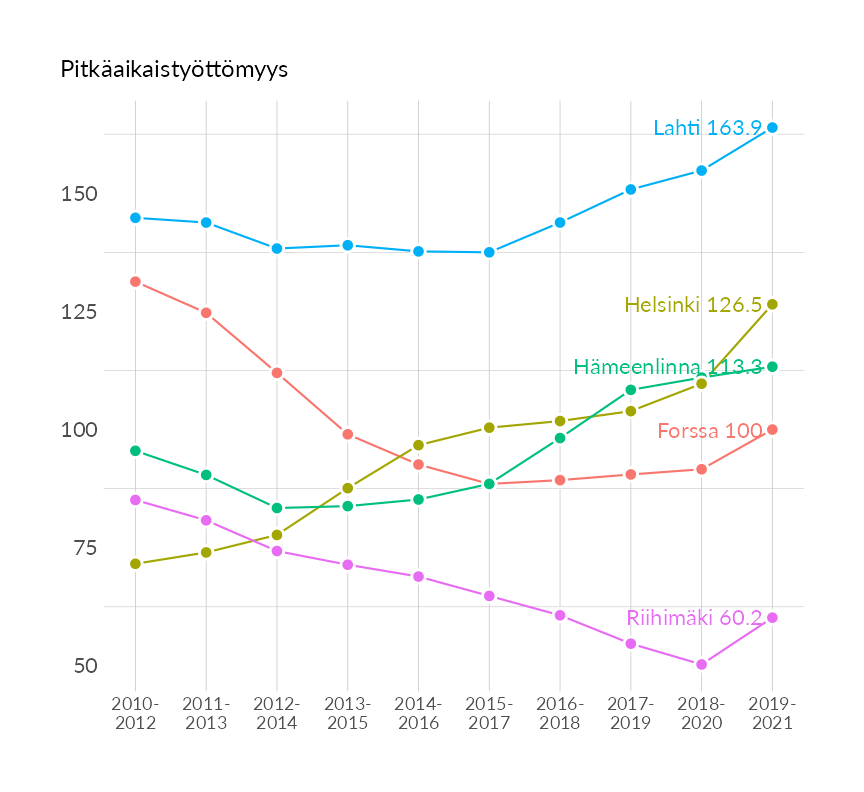 Pitkäaikaistyöttömyys
Lahti 163.9
150
Helsinki 126.5
125
Hämeenlinna 113.3
100
Forssa 100
75
Riihimäki 60.2
50
2010- 2011- 2012- 2013- 2014- 2015- 2016- 2017- 2018- 2019-
2012 2013 2014 2015 2016 2017 2018 2019 2020 2021